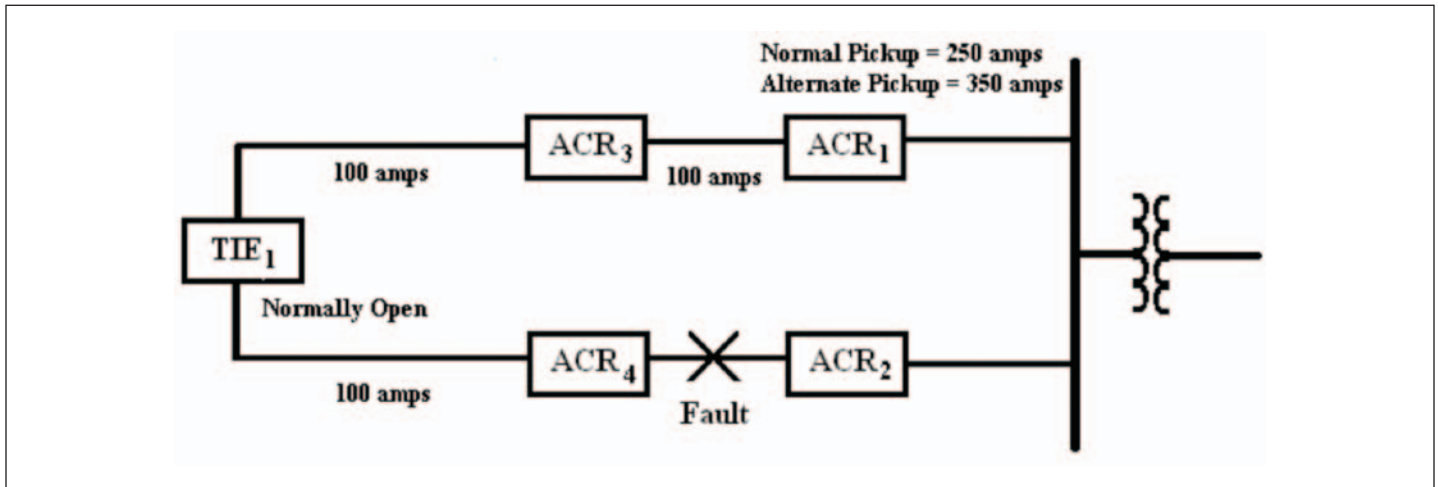 Normal Pickup = 250 amps
Alternate Pickup = 350 amps
ACR3
ACR1
100 amps
100 amps
TIE1
Normally Open
ACR4
ACR2
100 amps
Fault